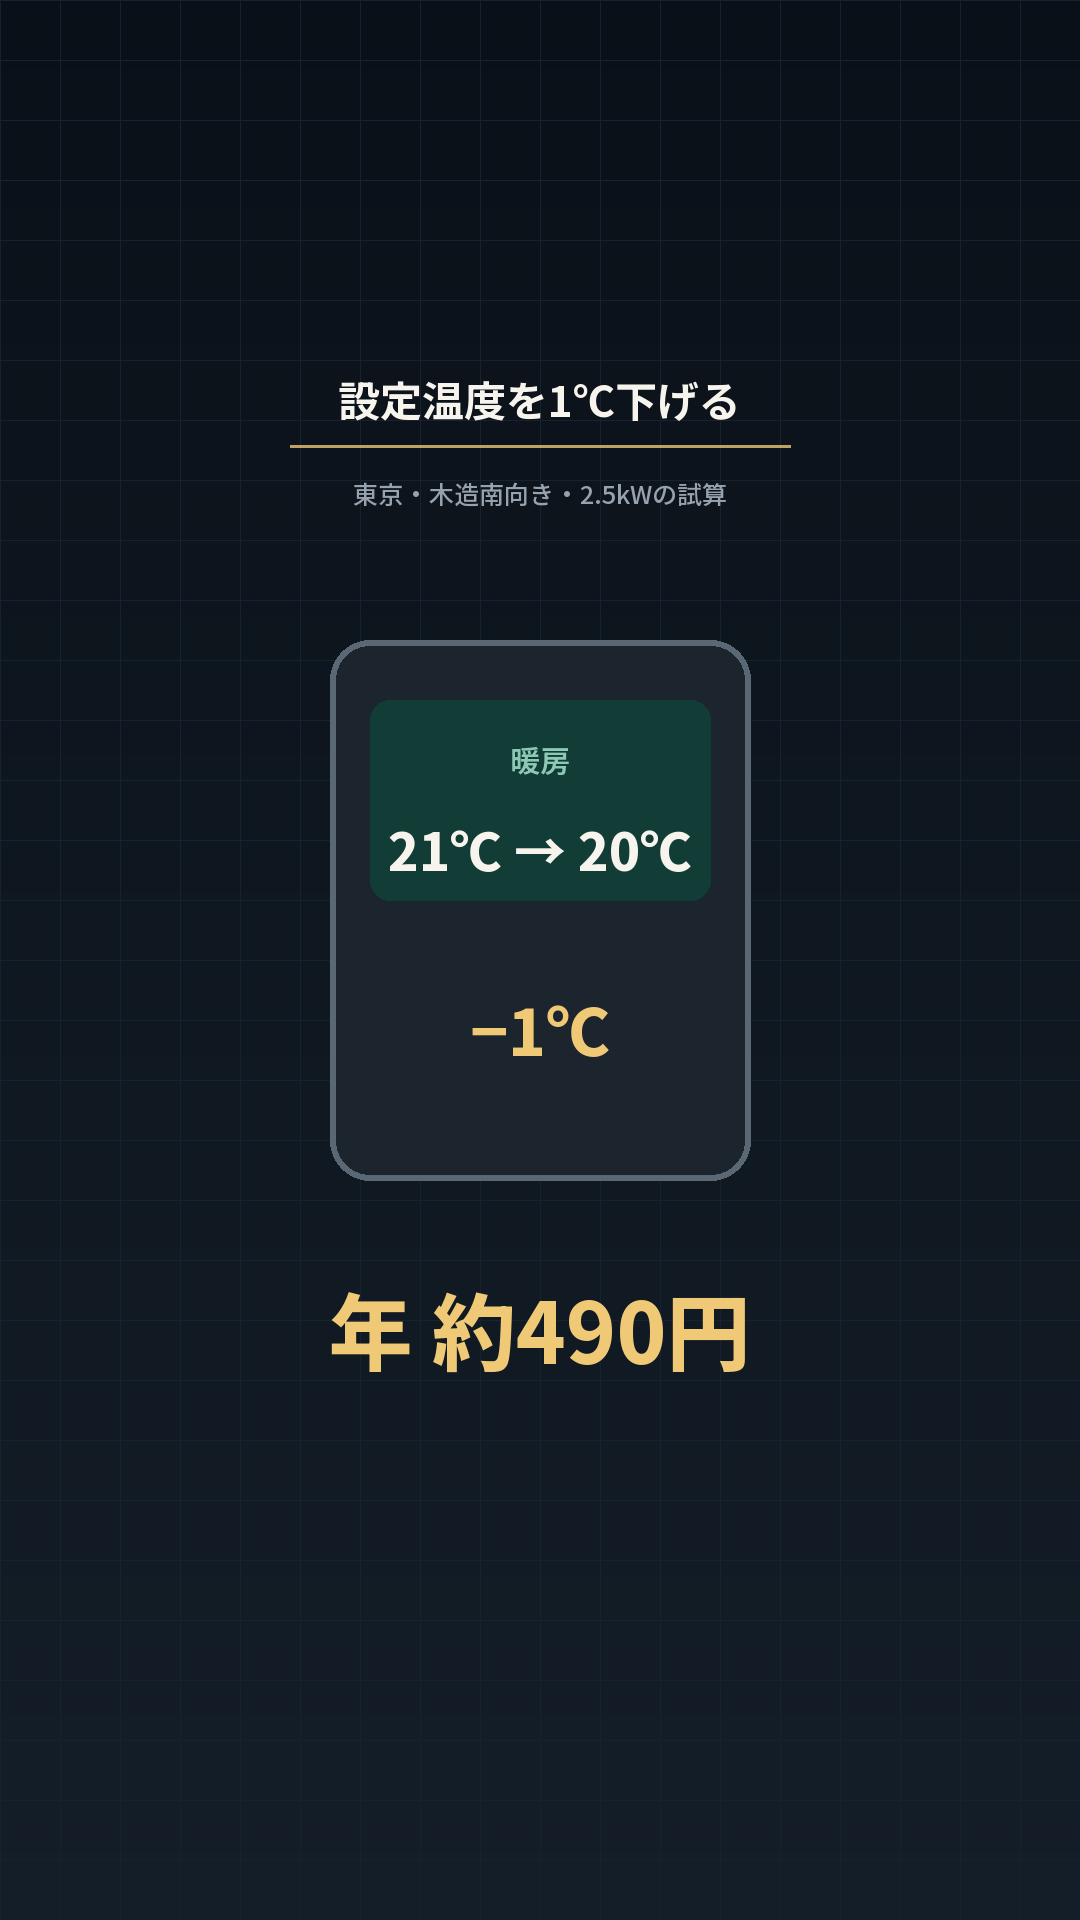 設定温度を1℃下げる
東京・木造南向き・2.5kWの試算
暖房
21℃ → 20℃
−1℃
年 約490円